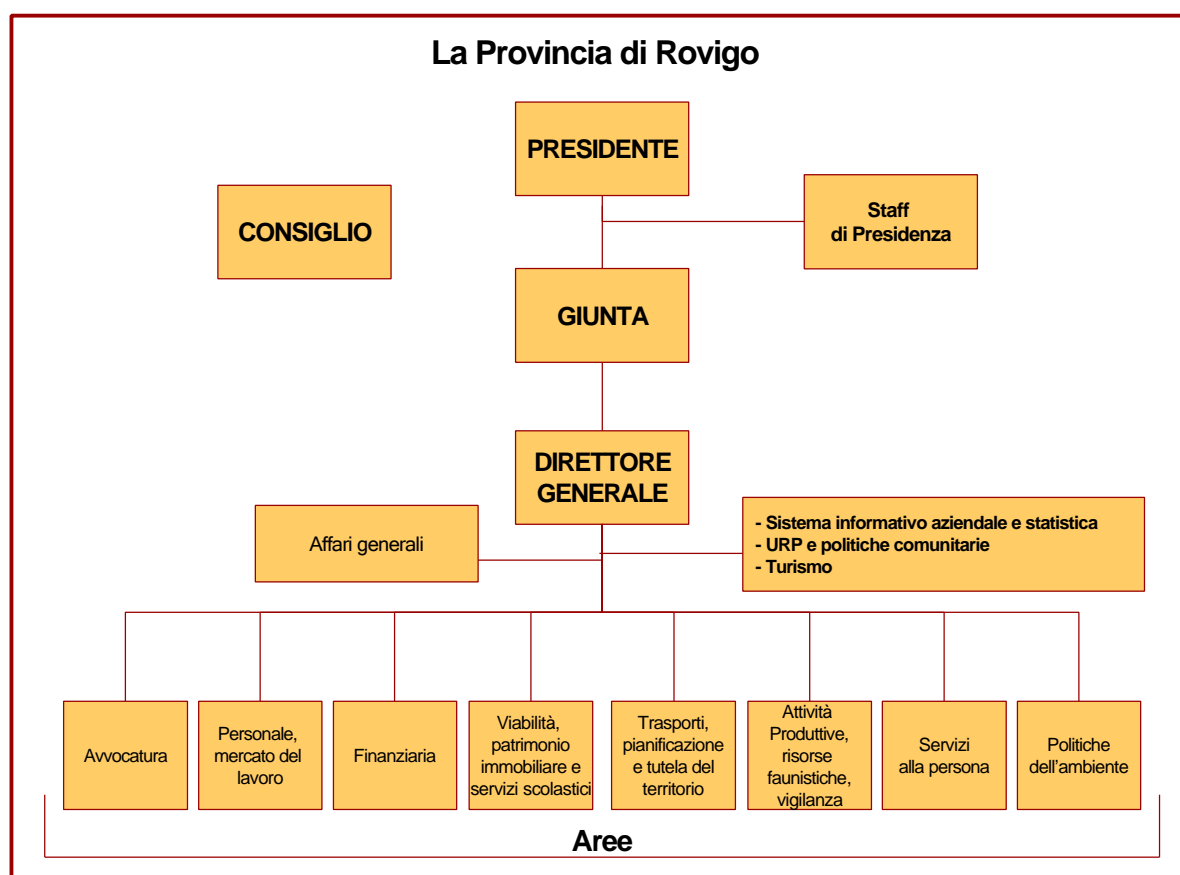 La Provincia di Rovigo
PRESIDENTE
CONSIGLIO
Staff
di Presidenza
GIUNTA
DIRETTORE
GENERALE
Affari generali
- Sistema informativo aziendale e statistica
- URP e politiche comunitarie
- Turismo
Avvocatura
Personale,
mercato del
lavoro
Finanziaria
Viabilità,
patrimonio
immobiliare e
servizi scolastici
Trasporti,
pianificazione
e tutela del
territorio
Attività
Produttive,
risorse
faunistiche,
vigilanza
Servizi
alla persona
Politiche
dell’ambiente
Aree